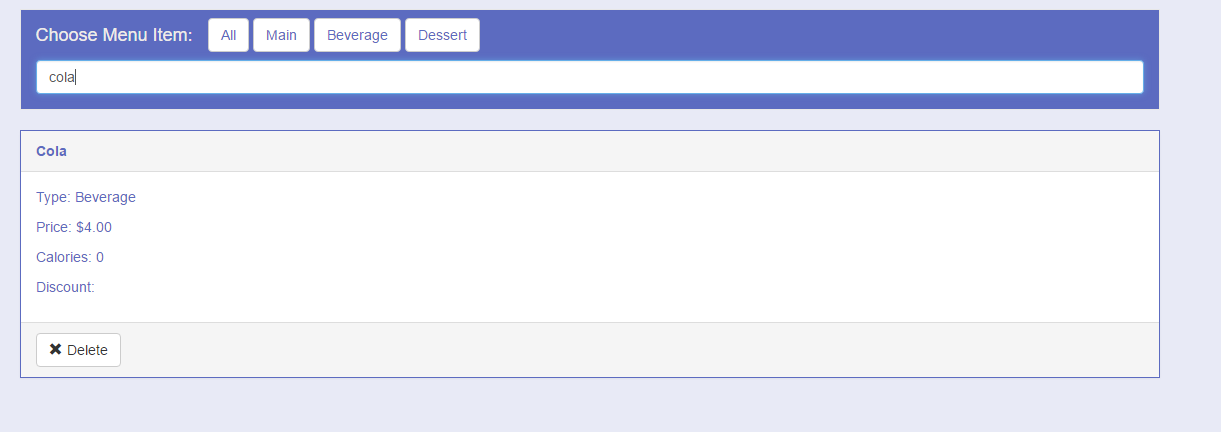 Choose Menu Item: All Main Beverage Dessert
cola
Cola
Type: Beverage
Price: $4.00
Calories: 0
Discount:
✖ Delete